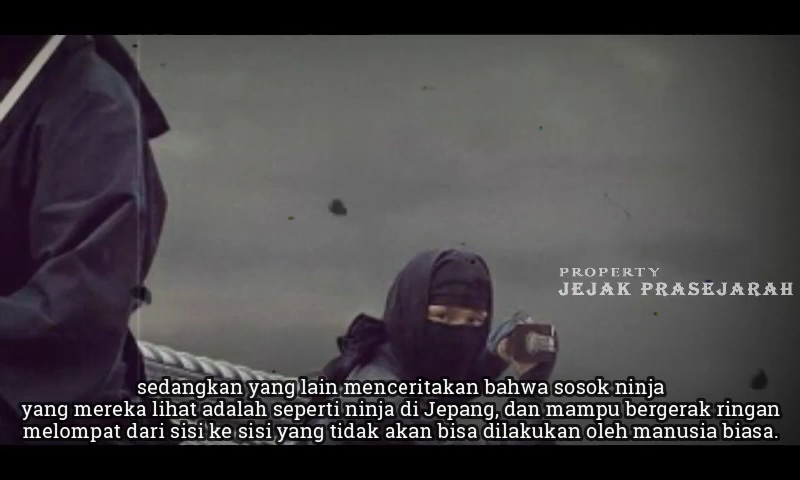 PROPERTY
JEJAK PRASEJARAH
sedangkan yang lain menceritakan bahwa sosok ninja
yang mereka lihat adalah seperti ninja di Jepang, dan mampu bergerak ringan
melompat dari sisi ke sisi yang tidak akan bisa dilakukan oleh manusia biasa.